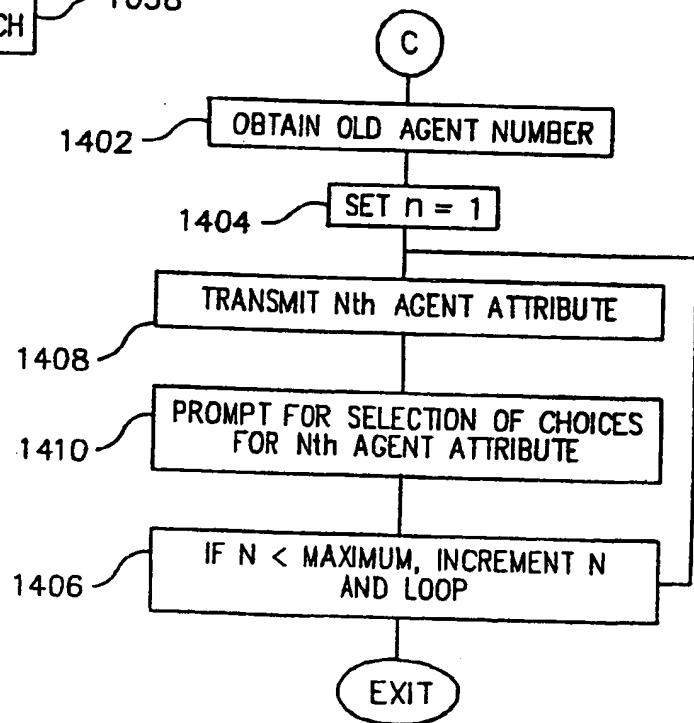 1058
CH
C
1402
OBTAIN OLD AGENT NUMBER
1404
SET n = 1
TRANSMIT Nth AGENT ATTRIBUTE
1408
PROMPT FOR SELECTION OF CHOICES
FOR Nth AGENT ATTRIBUTE
1410
IF N < MAXIMUM, INCREMENT N
AND LOOP
1406
EXIT